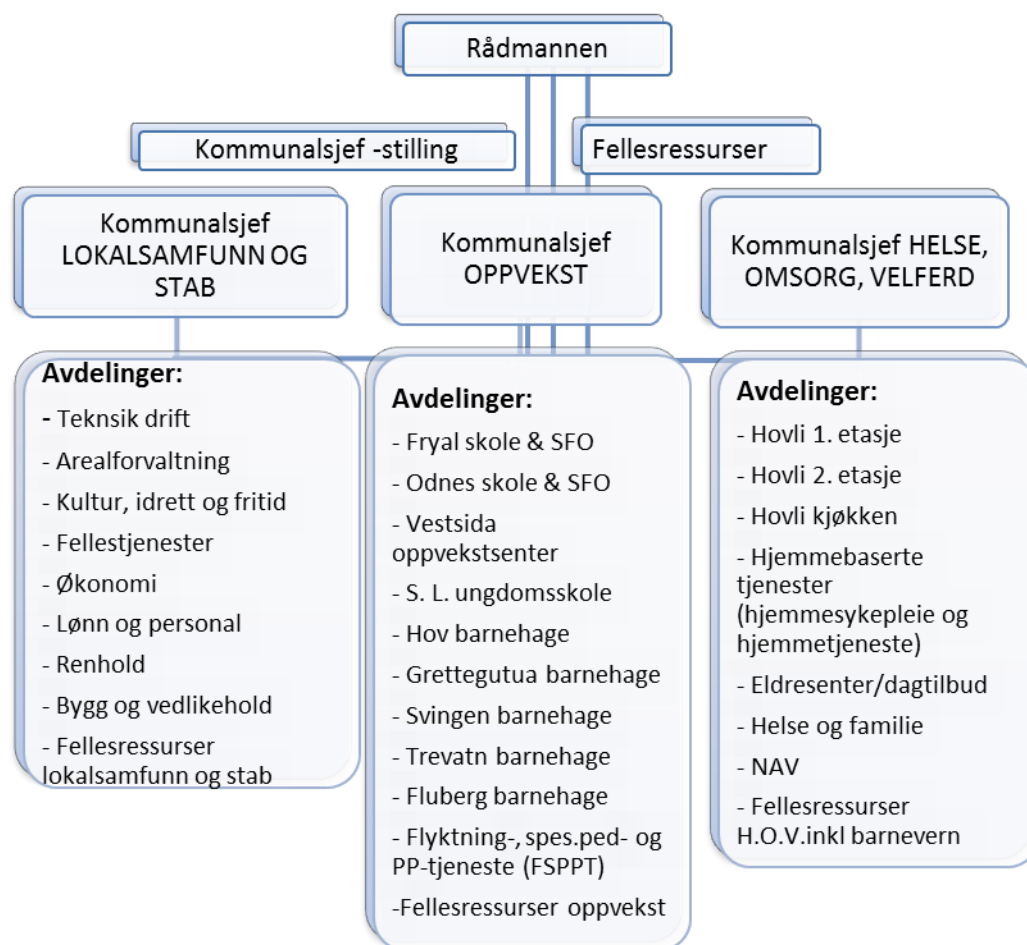 Rådmannen
Kommunalsjef -stilling
Fellesressurser
Kommunalsjef
LOKALSAMFUNN OG
STAB
Kommunalsjef
OPPVEKST
Kommunalsjef HELSE,
OMSORG, VELFERD
Avdelinger:
- Teknsik drift
- Arealforvaltning
- Kultur, idrett og fritid
- Fellestjenester
- Økonomi
- Lønn og personal
- Renhold
- Bygg og vedlikehold
- Fellesressurser
lokalsamfunn og stab
Avdelinger:
- Fryal skole & SFO
- Odnes skole & SFO
- Vestsida
oppvekstsenter
- S. L. ungdomsskole
- Hov barnehage
- Grettegutua barnehage
- Svingen barnehage
- Trevatn barnehage
- Fluberg barnehage
- Flyktning-, spes.ped- og
PP-tjeneste (FSPPT)
-Fellesressurser oppvekst
Avdelinger:
- Hovli 1. etasje
- Hovli 2. etasje
- Hovli kjøkken
- Hjemmebaserte
tjenester
(hjemmesykepleie og
hjemmetjeneste)
- Eldresenter/dagtilbud
- Helse og familie
- NAV
- Fellesressurser
H.O.V.inkl barnevern